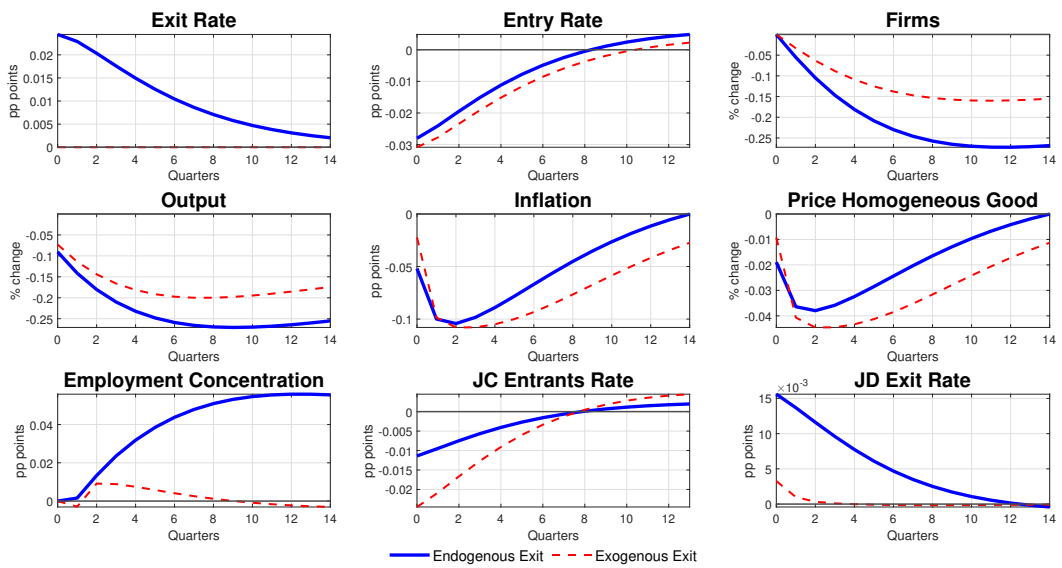 Exit Rate
pp points
0.02
0.015
0.01
0.005
0
0 2 4 6 8 10 12 14
Quarters
Entry Rate
pp points
0
-0.01
-0.02
-0.03
0 2 4 6 8 10 12
Quarters
Firms
% change
-0.05
-0.1
-0.15
-0.2
-0.25
0 2 4 6 8 10 12 14
Quarters
Output
% change
-0.05
-0.1
-0.15
-0.2
-0.25
0 2 4 6 8 10 12 14
Quarters
Inflation
pp points
0
-0.05
-0.1
0 2 4 6 8 10 12 14
Quarters
Price Homogeneous Good
% change
0
-0.01
-0.02
-0.03
-0.04
0 2 4 6 8 10 12 14
Quarters
Employment Concentration
pp points
0.04
0.02
0
0 2 4 6 8 10 12 14
Quarters
JC Entrants Rate
pp points
0
-0.005
-0.01
-0.015
-0.02
0 2 4 6 8 10 12
Quarters
JD Exit Rate
×10⁻³
pp points
15
10
5
0
0 2 4 6 8 10 12 14
Quarters
Endogenous Exit Exogenous Exit